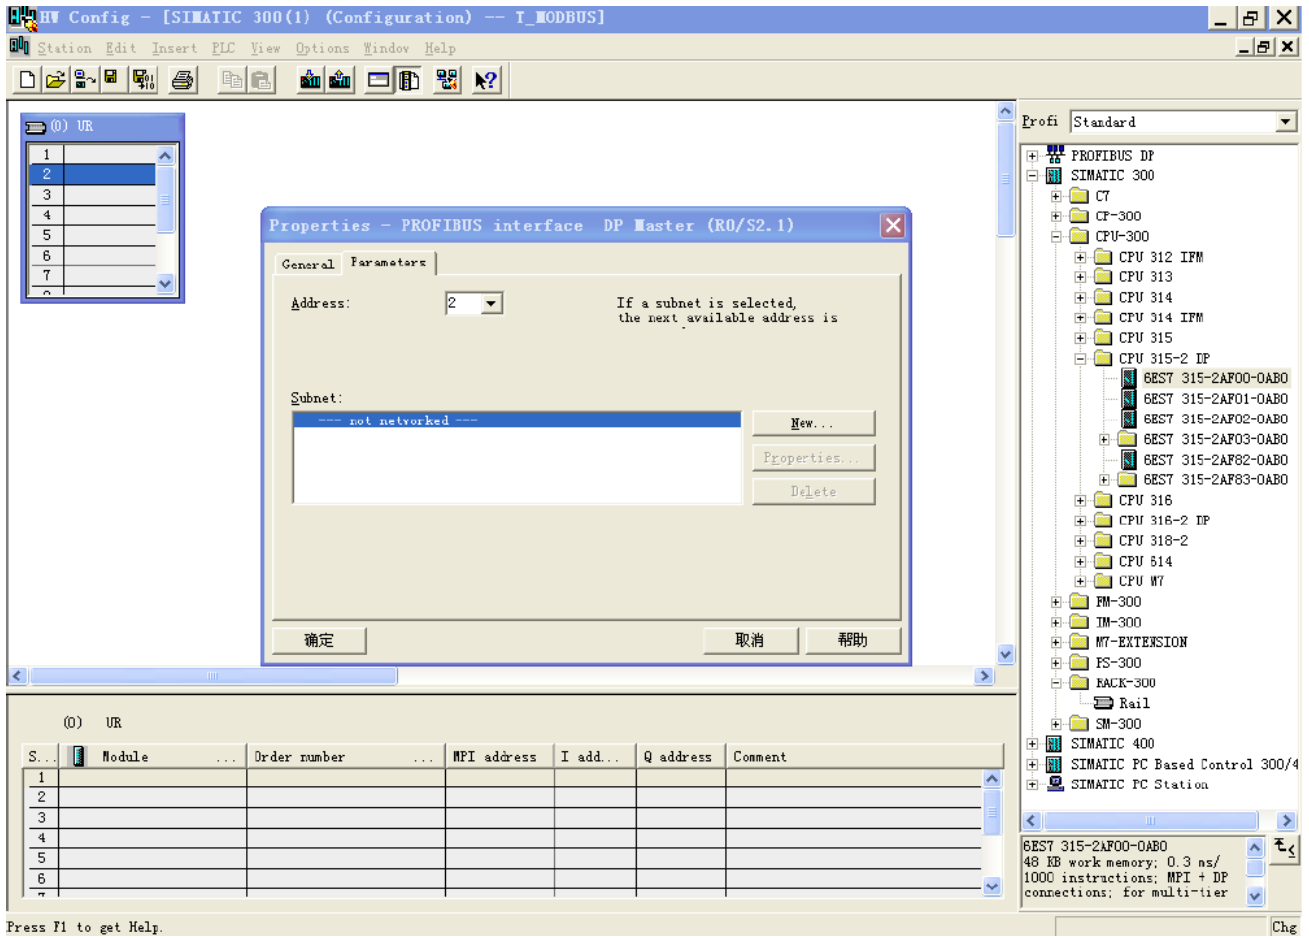 HW Config - [SIMATIC 300(1) (Configuration) -- T_MODBUS]
Station Edit Insert PLC View Options Window Help
(0) UR
1
2
3
4
5
6
7
Properties - PROFIBUS interface DP Master (R0/S2.1)
General Parameters
Address: 2
If a subnet is selected,
the next available address is
Subnet:
--- not networked ---
New...
Properties...
Delete
确定 取消 帮助
Profi Standard
PROFIBUS DP
SIMATIC 300
C7
CP-300
CPU-300
CPU 312 IFM
CPU 313
CPU 314
CPU 314 IFM
CPU 315
CPU 315-2 DP
6ES7 315-2AF00-0AB0
6ES7 315-2AF01-0AB0
6ES7 315-2AF02-0AB0
6ES7 315-2AF03-0AB0
6ES7 315-2AF82-0AB0
6ES7 315-2AF83-0AB0
CPU 316
CPU 316-2 DP
CPU 318-2
CPU 614
CPU M7
FM-300
IM-300
M7-EXTENSION
PS-300
RACK-300
Rail
SM-300
SIMATIC 400
SIMATIC PC Based Control 300/4
SIMATIC PC Station
6ES7 315-2AF00-0AB0
48 KB work memory; 0.3 ms/
1000 instructions; MPI + DP
connections; for multi-tier
(0) UR
S... Module ... Order number ... MPI address I add... Q address Comment
1
2
3
4
5
6
7
Press F1 to get Help.
Chg